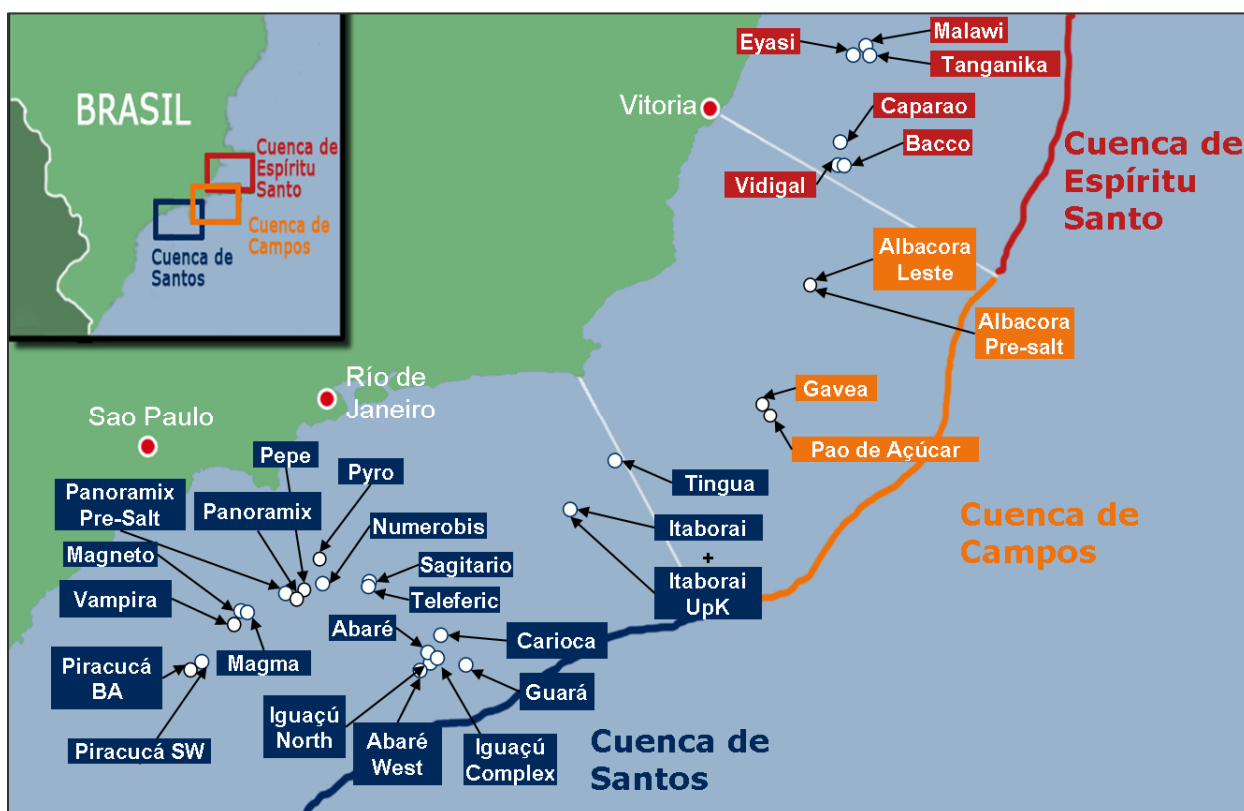 BRASIL
Cuenca de
Espíritu
Santo
Cuenca de
Campos
Cuenca de
Santos
Malawi
Eyasi
Tanganika
Vitoria
Caparao
Bacco
Vidigal
Cuenca de
Espíritu
Santo
Albacora
Leste
Albacora
Pre-salt
Río de
Janeiro
Gavea
Sao Paulo
Pao de Açúcar
Pepe
Pyro
Tingua
Panoramix
Pre-Salt
Panoramix
Numerobis
Itaborai
Cuenca de
Campos
Magneto
+
Sagitario
Itaborai
UpK
Vampira
Teleferic
Abaré
Carioca
Piracucá
BA
Magma
Guará
Iguaçú
North
Piracucá SW
Abaré
West
Iguaçú
Complex
Cuenca de
Santos